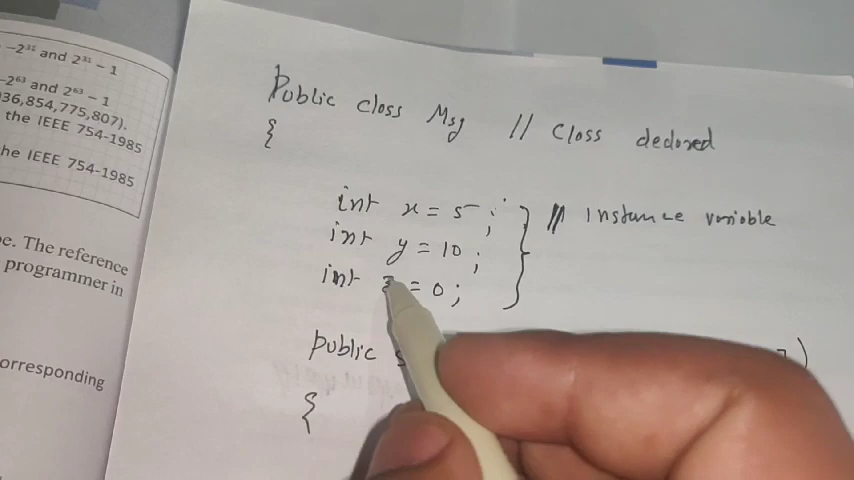 -2³¹ and 2³¹ - 1
-2⁶³ and 2⁶³ - 1
036,854,775,807).
the IEEE 754-1985
he IEEE 754-1985
e. The reference
programmer in
orresponding
Public class Msg // Class declared
{
int x = 5 ;
int y = 10 ;
int z = 0 ;
} // Instance variable
public s
)
{